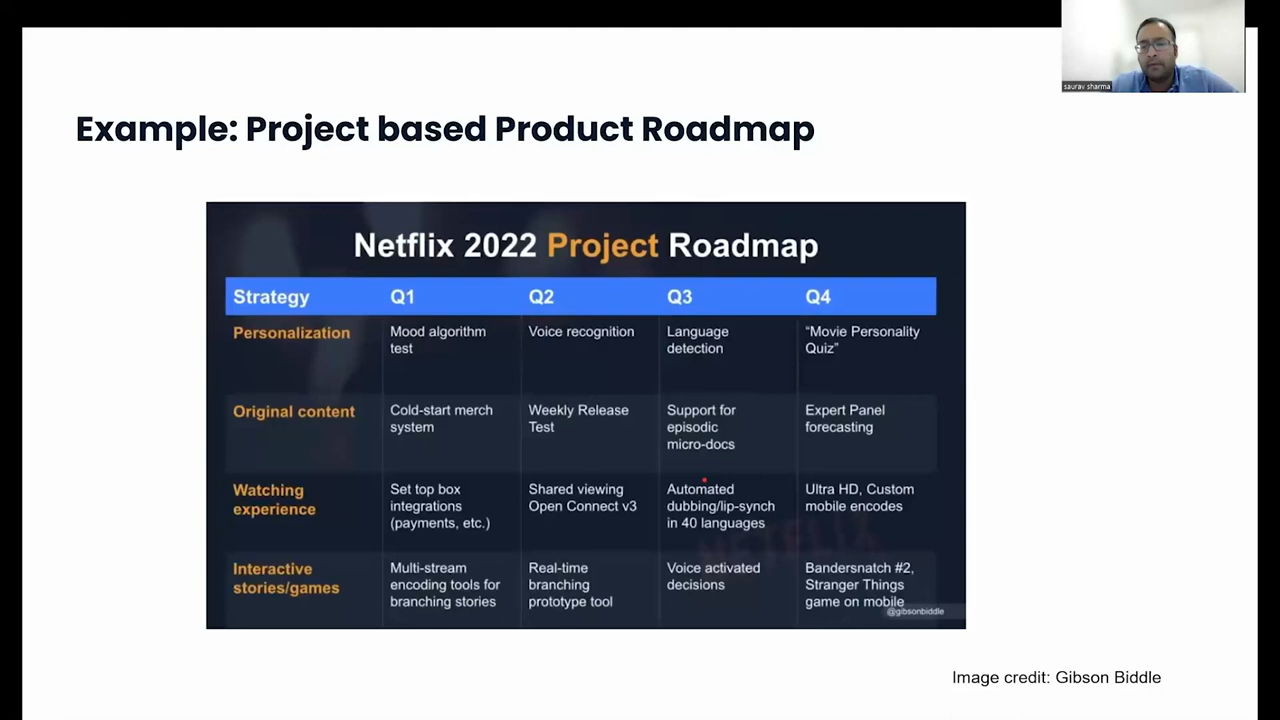 saurav sharma
Example: Project based Product Roadmap
Netflix 2022 Project Roadmap
Strategy Q1 Q2 Q3 Q4
Personalization
Mood algorithm
test
Voice recognition
Language
detection
“Movie Personality
Quiz”
Original content
Cold-start merch
system
Weekly Release
Test
Support for
episodic
micro-docs
Expert Panel
forecasting
Watching
experience
Set top box
integrations
(payments, etc.)
Shared viewing
Open Connect v3
Automated
dubbing/lip-synch
in 40 languages
Ultra HD, Custom
mobile encodes
Interactive
stories/games
Multi-stream
encoding tools for
branching stories
Real-time
branching
prototype tool
Voice activated
decisions
Bandersnatch #2,
Stranger Things
game on mobile
@gibsonbiddle
NETFLIX
Image credit: Gibson Biddle